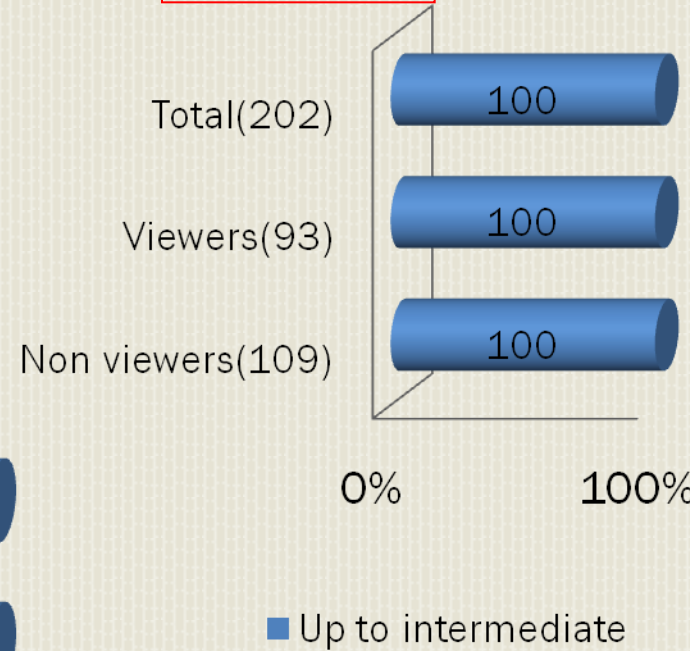 Total(202)
100
Viewers(93)
100
Non viewers(109)
100
0% 100%
Up to intermediate